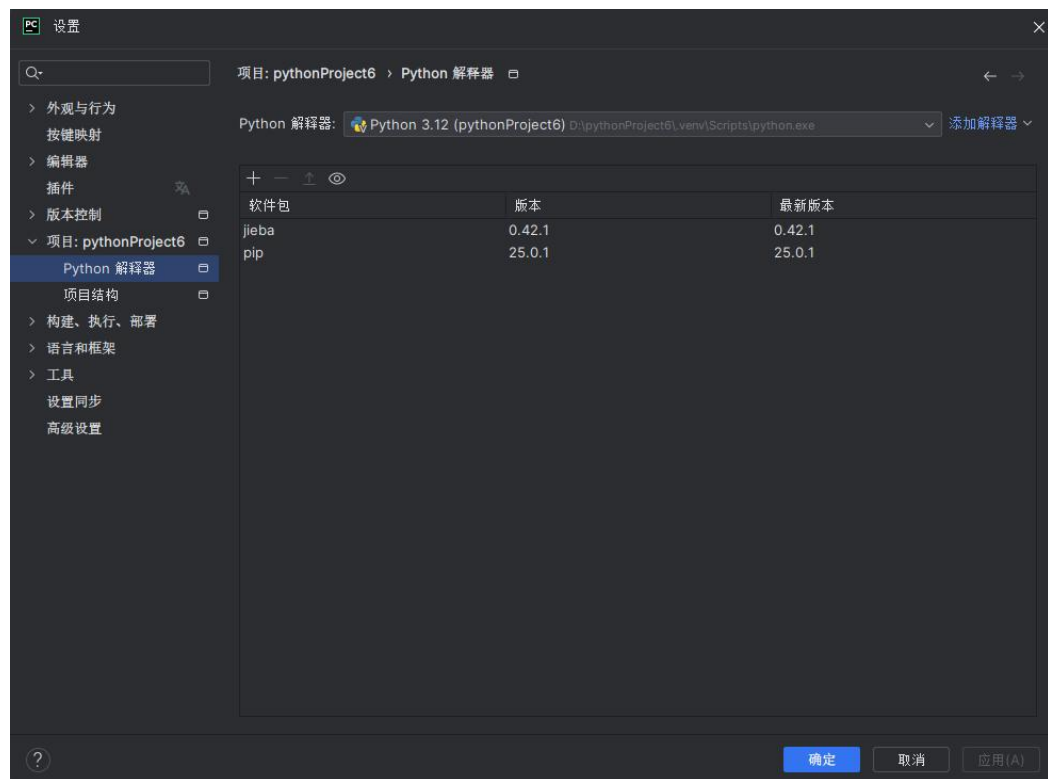 PC 设置
项目: pythonProject6 › Python 解释器
外观与行为
按键映射
编辑器
插件
版本控制
项目: pythonProject6
Python 解释器
项目结构
构建、执行、部署
语言和框架
工具
设置同步
高级设置
Python 解释器: Python 3.12 (pythonProject6) D:\pythonProject6\.venv\Scripts\python.exe 添加解释器
软件包 版本 最新版本
jieba 0.42.1 0.42.1
pip 25.0.1 25.0.1
? 确定 取消 应用(A)